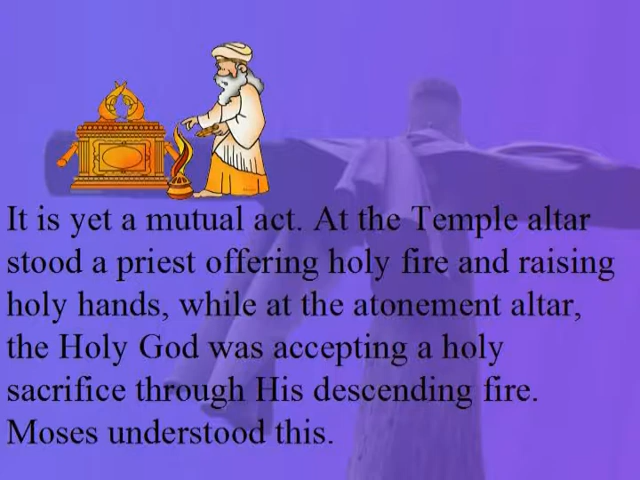 It is yet a mutual act. At the Temple altar
stood a priest offering holy fire and raising
holy hands, while at the atonement altar,
the Holy God was accepting a holy
sacrifice through His descending fire.
Moses understood this.